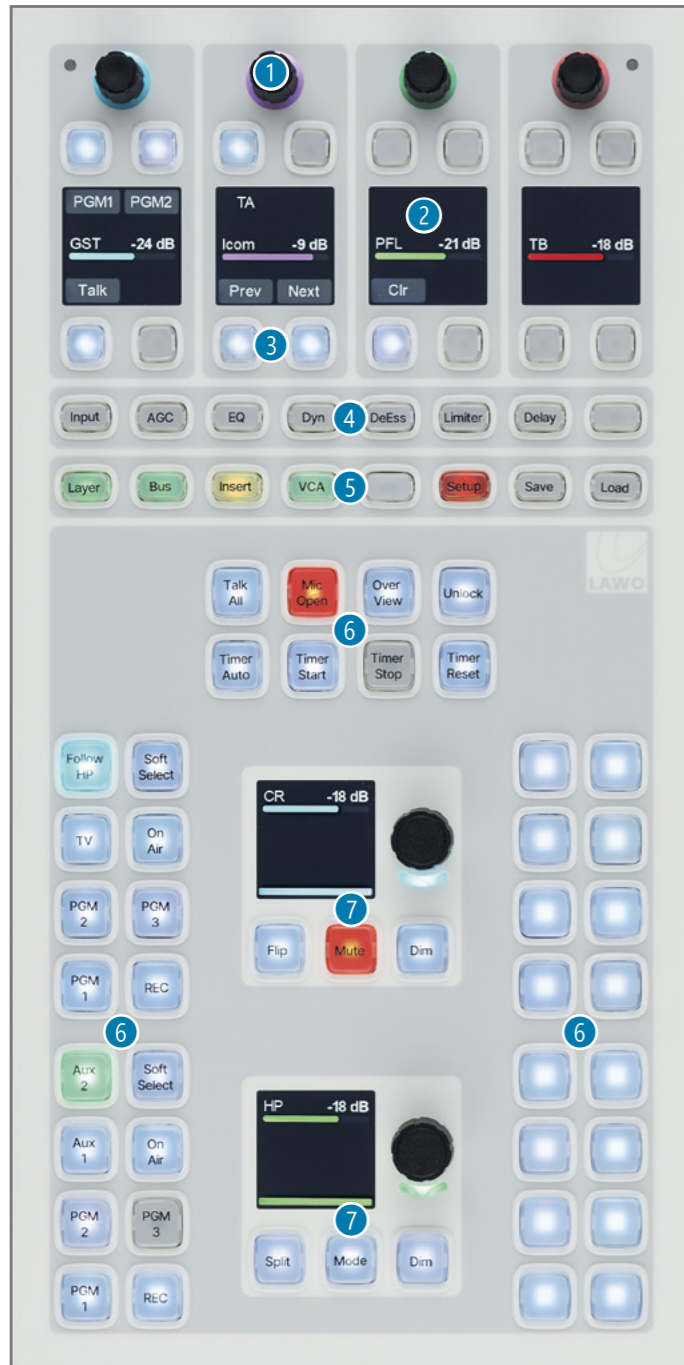 1
PGM1 PGM2
GST -24 dB
Talk
TA
Icom -9 dB
Prev Next
2
PFL -21 dB
Clr
TB -18 dB
3
Input AGC EQ Dyn 4 DeEss Limiter Delay
Layer Bus Insert VCA 5 Setup Save Load
LAWO
Talk All
Mic Open
Over View
Unlock
6
Timer Auto
Timer Start
Timer Stop
Timer Reset
Follow HP
Soft Select
TV
On Air
PGM 2
PGM 3
PGM 1
REC
6
Aux 2
Soft Select
Aux 1
On Air
PGM 2
PGM 3
PGM 1
REC
CR -18 dB
7
Flip Mute Dim
HP -18 dB
7
Split Mode Dim
6